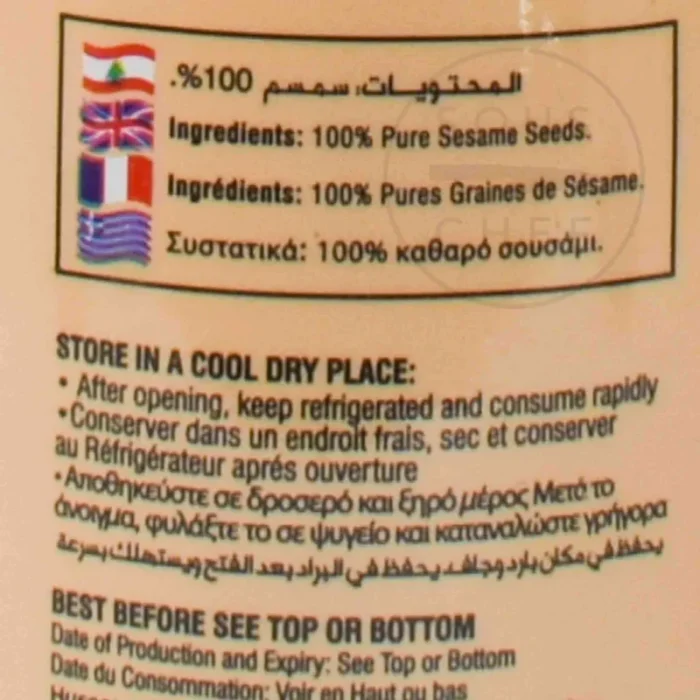 المحتويات: سمسم 100%.
Ingredients: 100% Pure Sesame Seeds.
Ingrédients: 100% Pures Graines de Sésame.
Συστατικά: 100% καθαρό σουσάμι.
SOUS
CHEF
STORE IN A COOL DRY PLACE:
• After opening, keep refrigerated and consume rapidly
•Conserver dans un endroit frais, sec et conserver
au Réfrigérateur aprés ouverture
•Αποθηκεύστε σε δροσερό και ξηρό μέρος Μετά το
άνοιγμα, φυλάξτε το σε ψυγείο και καταναλώστε γρήγορα
يحفظ في مكان بارد وجاف، يحفظ في البراد بعد الفتح ويستهلك بسرعة
BEST BEFORE SEE TOP OR BOTTOM
Date of Production and Expiry: See Top or Bottom
Date du Consommation: Voir en Haut ou bas